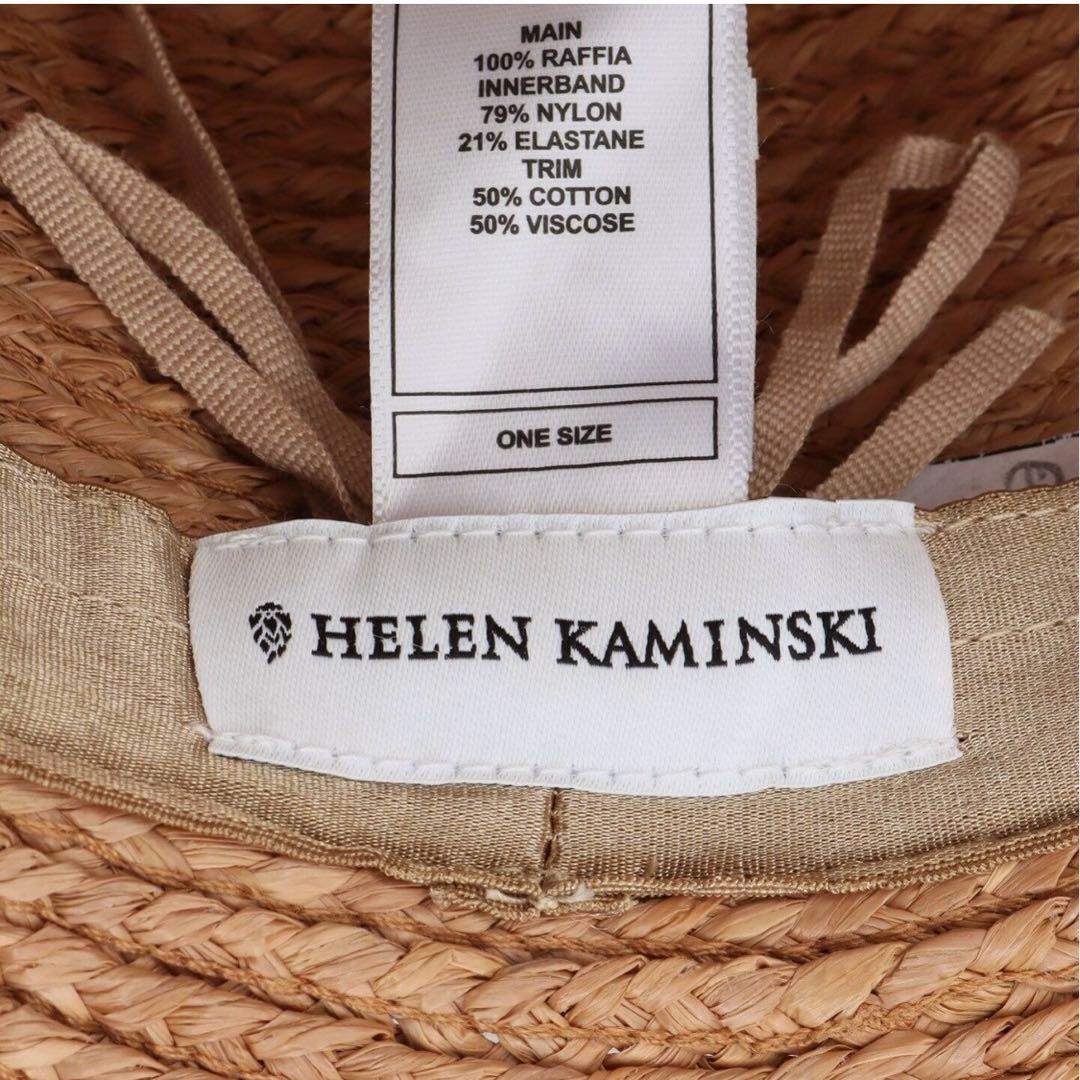 MAIN
100% RAFFIA
INNERBAND
79% NYLON
21% ELASTANE
TRIM
50% COTTON
50% VISCOSE
ONE SIZE
HELEN KAMINSKI